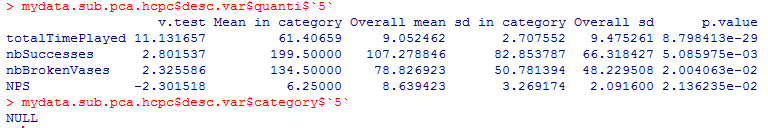 > mydata.sub.pca.hcpc$desc.var$quanti$`5`
v.test Mean in category Overall mean sd in category Overall sd p.value
totalTimePlayed 11.131657 61.40659 9.052462 2.707552 9.475261 8.798413e-29
nbSuccesses 2.801537 199.50000 107.278846 82.853787 66.318427 5.085975e-03
nbBrokenVases 2.325586 134.50000 78.826923 50.781394 48.229508 2.004063e-02
NPS -2.301518 6.25000 8.639423 3.269174 2.091600 2.136235e-02
> mydata.sub.pca.hcpc$desc.var$category$`5`
NULL